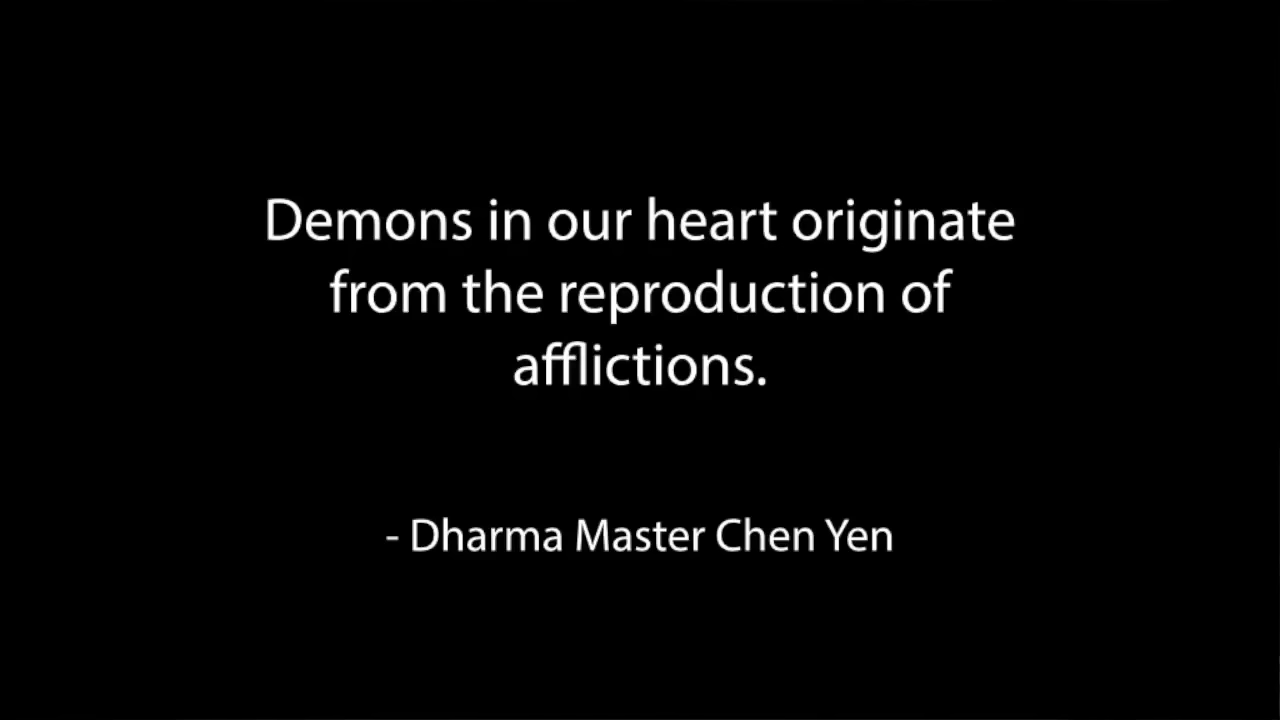 Demons in our heart originate
from the reproduction of
afflictions.
- Dharma Master Chen Yen